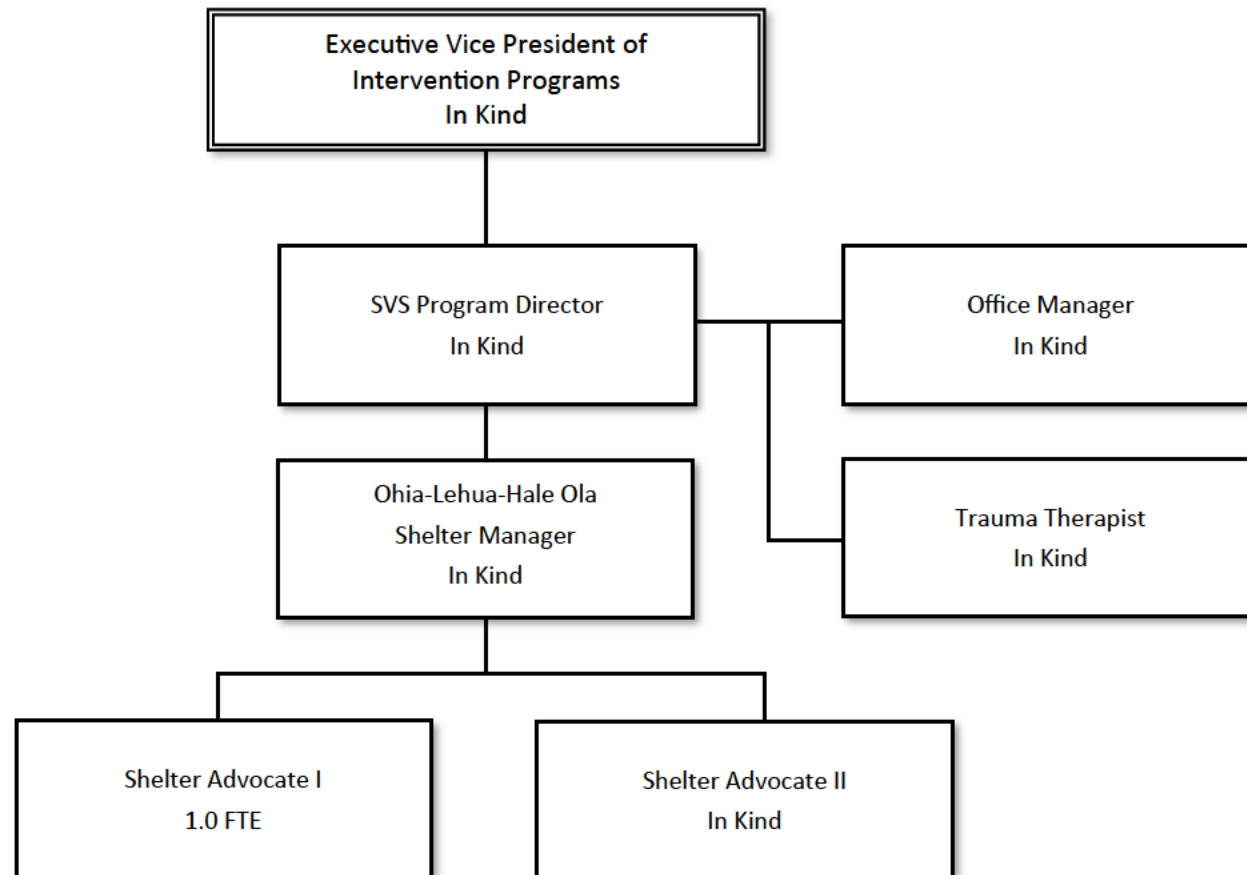 Executive Vice President of
Intervention Programs
In Kind
SVS Program Director
In Kind
Office Manager
In Kind
Ohia-Lehua-Hale Ola
Shelter Manager
In Kind
Trauma Therapist
In Kind
Shelter Advocate I
1.0 FTE
Shelter Advocate II
In Kind